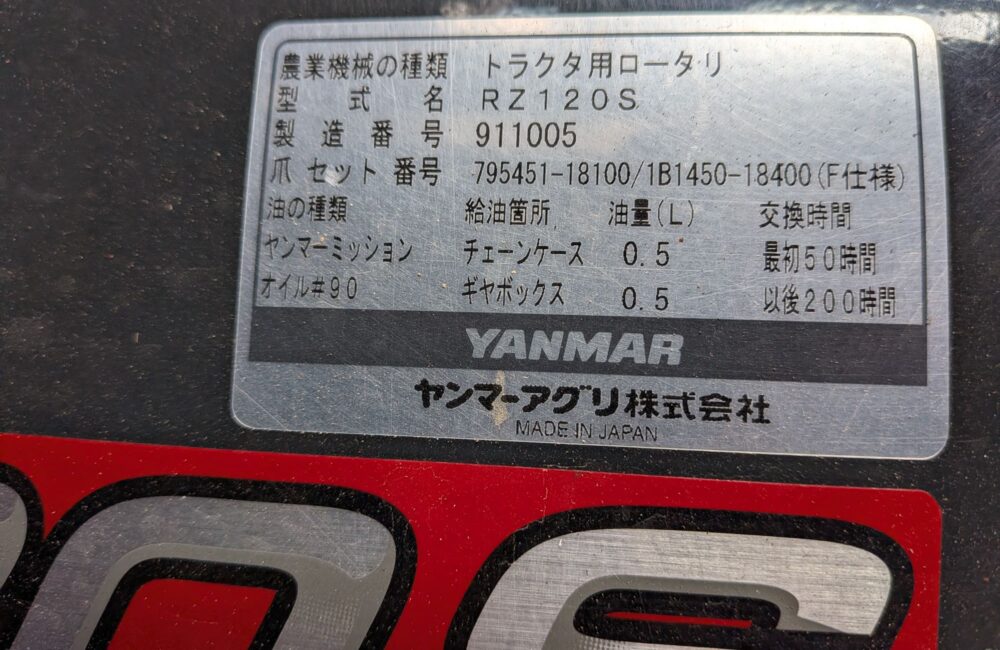 農業機械の種類 トラクタ用ロータリ
型式名 RZ120S
製造番号 911005
爪セット番号 795451-18100/1B1450-18400(F仕様)
油の種類 給油箇所 油量(L) 交換時間
ヤンマーミッション チェーンケース 0.5 最初50時間
オイル#90 ギヤボックス 0.5 以後200時間
YANMAR
ヤンマーアグリ株式会社
MADE IN JAPAN